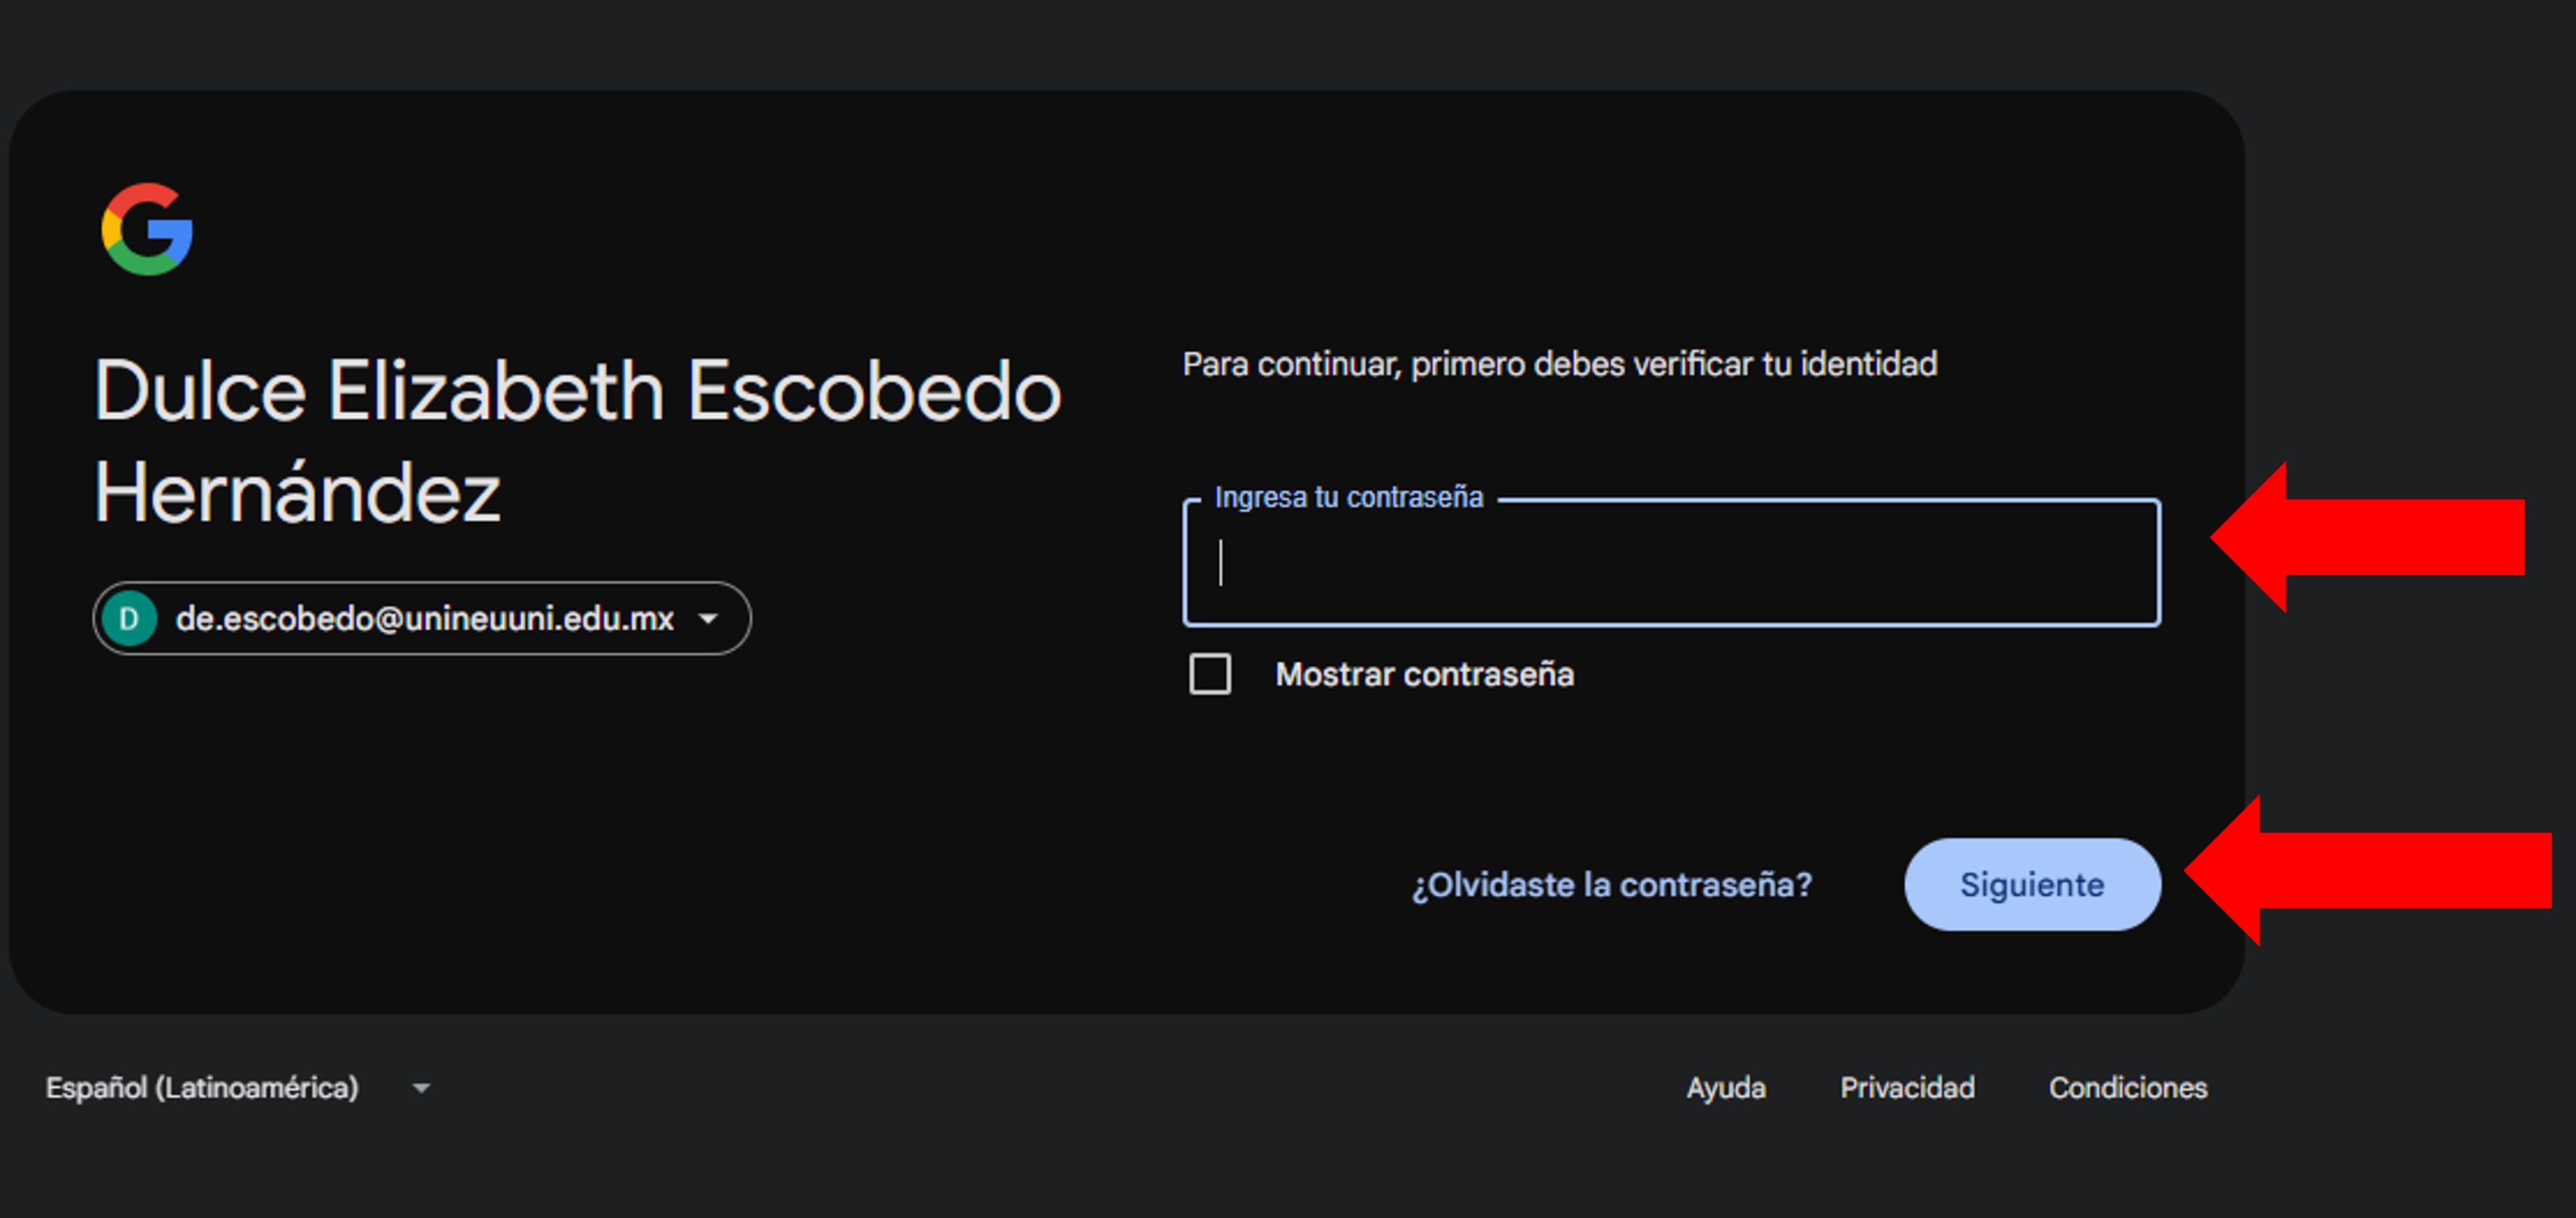 Dulce Elizabeth Escobedo
Hernández
D de.escobedo@unineuuni.edu.mx
Para continuar, primero debes verificar tu identidad
Ingresa tu contraseña
Mostrar contraseña
¿Olvidaste la contraseña?
Siguiente
Español (Latinoamérica)
Ayuda
Privacidad
Condiciones